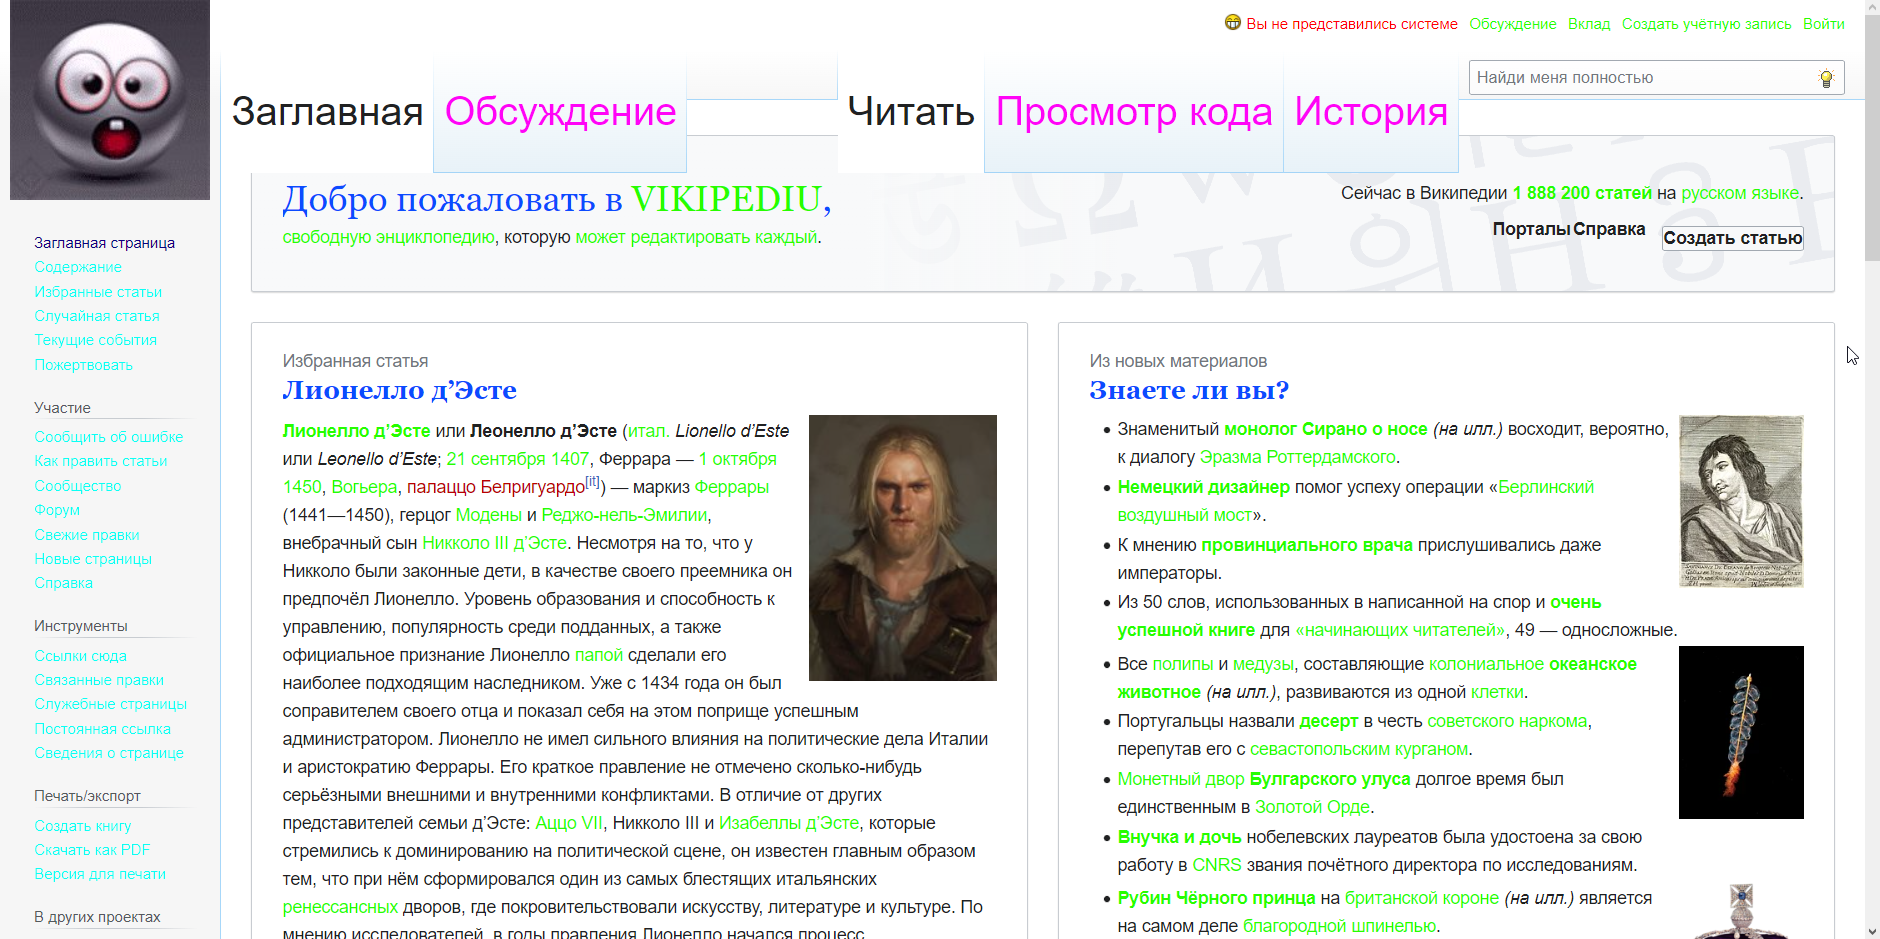 Вы не представились системе Обсуждение Вклад Создать учётную запись Войти
Заглавная Обсуждение Читать Просмотр кода История
Найди меня полностью
Добро пожаловать в VIKIPEDIU,
свободную энциклопедию, которую может редактировать каждый.
Сейчас в Википедии 1 888 200 статей на русском языке.
Порталы Справка Создать статью
Заглавная страница
Содержание
Избранные статьи
Случайная статья
Текущие события
Пожертвовать
Участие
Сообщить об ошибке
Как править статьи
Сообщество
Форум
Свежие правки
Новые страницы
Справка
Инструменты
Ссылки сюда
Связанные правки
Служебные страницы
Постоянная ссылка
Сведения о странице
Печать/экспорт
Создать книгу
Скачать как PDF
Версия для печати
В других проектах
Избранная статья
Лионелло д’Эсте
Лионелло д’Эсте или Леонелло д’Эсте (итал. Lionello d’Este
или Leonello d’Este; 21 сентября 1407, Феррара — 1 октября
1450, Вогьера, палаццо Белригуардо[it]) — маркиз Феррары
(1441—1450), герцог Модены и Реджо-нель-Эмилии,
внебрачный сын Никколо III д’Эсте. Несмотря на то, что у
Никколо были законные дети, в качестве своего преемника он
предпочёл Лионелло. Уровень образования и способность к
управлению, популярность среди подданных, а также
официальное признание Лионелло папой сделали его
наиболее подходящим наследником. Уже с 1434 года он был
соправителем своего отца и показал себя на этом поприще успешным
администратором. Лионелло не имел сильного влияния на политические дела Италии
и аристократию Феррары. Его краткое правление не отмечено сколько-нибудь
серьёзными внешними и внутренними конфликтами. В отличие от других
представителей семьи д’Эсте: Аццо VII, Никколо III и Изабеллы д’Эсте, которые
стремились к доминированию на политической сцене, он известен главным образом
тем, что при нём сформировался один из самых блестящих итальянских
ренессансных дворов, где покровительствовали искусству, литературе и культуре. По
мнению исследователей, в годы правления Лионелло начался процесс
Из новых материалов
Знаете ли вы?
Знаменитый монолог Сирано о носе (на илл.) восходит, вероятно,
к диалогу Эразма Роттердамского.
Немецкий дизайнер помог успеху операции «Берлинский
воздушный мост».
К мнению провинциального врача прислушивались даже
императоры.
Из 50 слов, использованных в написанной на спор и очень
успешной книге для «начинающих читателей», 49 — односложные.
Все полипы и медузы, составляющие колониальное океанское
животное (на илл.), развиваются из одной клетки.
Португальцы назвали десерт в честь советского наркома,
перепутав его с севастопольским курганом.
Монетный двор Булгарского улуса долгое время был
единственным в Золотой Орде.
Внучка и дочь нобелевских лауреатов была удостоена за свою
работу в CNRS звания почётного директора по исследованиям.
Рубин Чёрного принца на британской короне (на илл.) является
на самом деле благородной шпинелью.